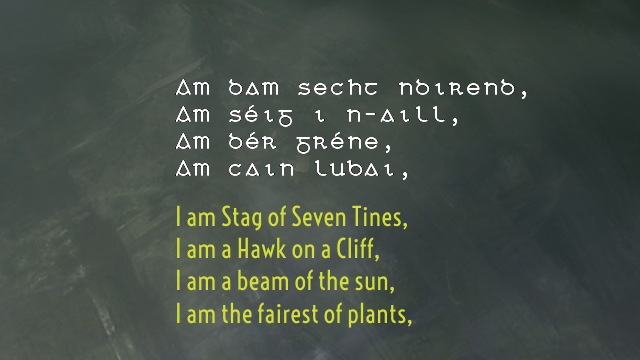 Am dam secht ndirend,
Am séig i n-aill,
Am dér gréne,
Am cain lubai,
I am Stag of Seven Tines,
I am a Hawk on a Cliff,
I am a beam of the sun,
I am the fairest of plants,